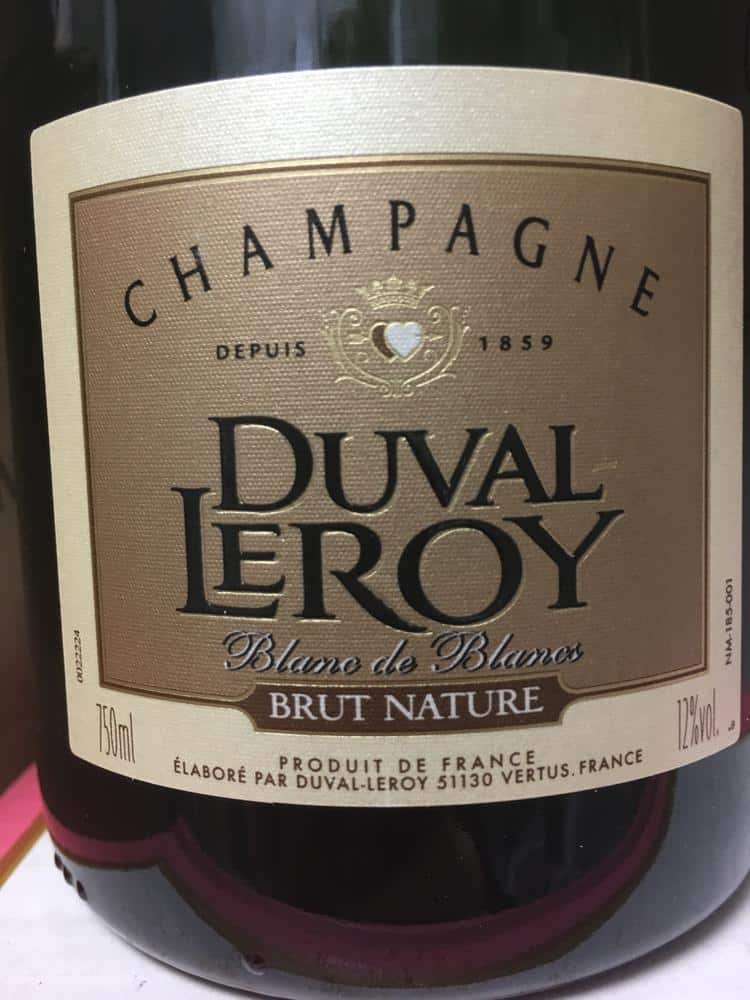 CHAMPAGNE
DEPUIS 1859
DUVAL
LEROY
Blanc de Blancs
BRUT NATURE
0022224
NM-185-001
750ml
12%vol.
PRODUIT DE FRANCE
ÉLABORÉ PAR DUVAL-LEROY 51130 VERTUS. FRANCE